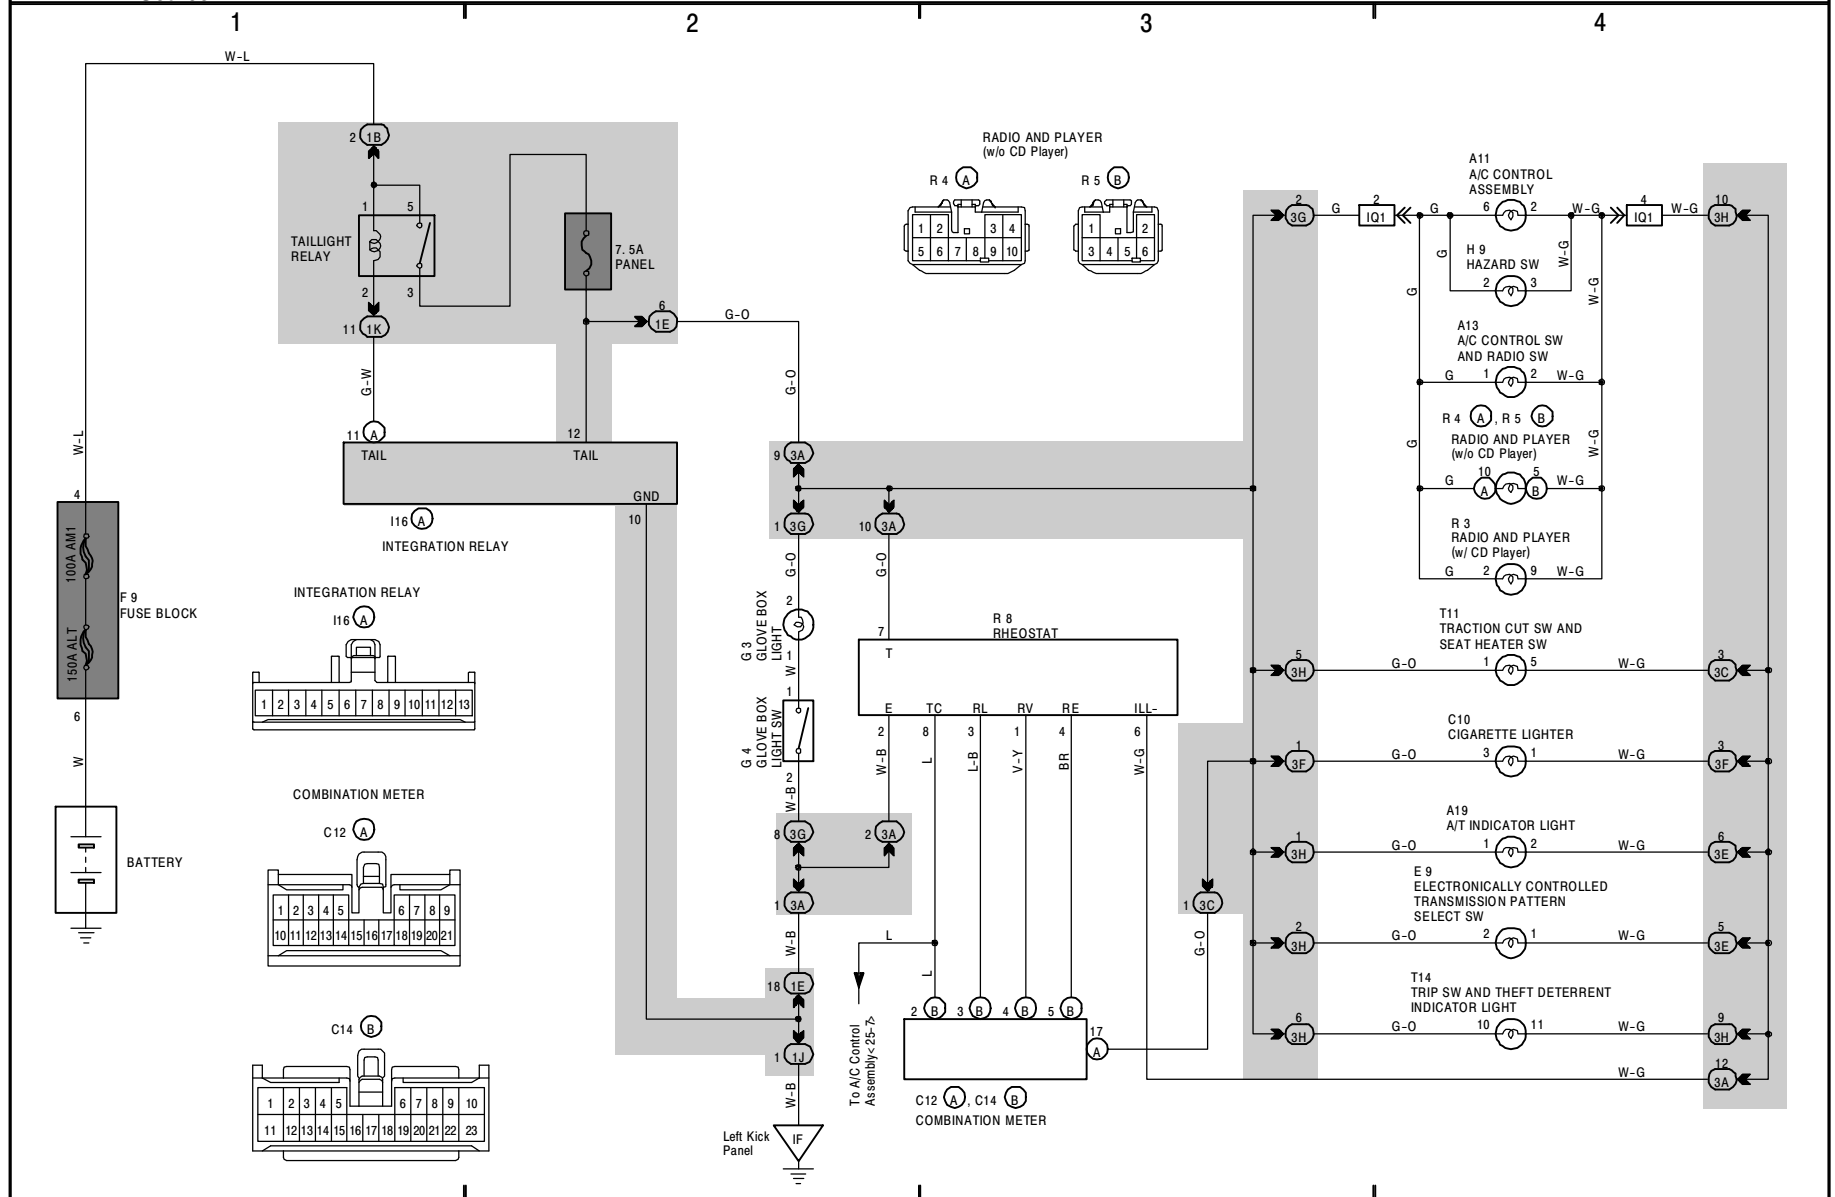 1
2
3
4
W-L
2 1B
1 5
TAILLIGHT
RELAY
2 3
11 1K
7.5A
PANEL
6
1E
G-O
G-W
G-O
W-L
11 A
12
TAIL TAIL
GND
10
I16 A
INTEGRATION RELAY
4
100A AM1
150A ALT
F 9
FUSE BLOCK
6
W
BATTERY
INTEGRATION RELAY
I16 A
1 2 3 4 5 6 7 8 9 10 11 12 13
COMBINATION METER
C12 A
1 2 3 4 5 6 7 8 9
10 11 12 13 14 15 16 17 18 19 20 21
C14 B
1 2 3 4 5 6 7 8 9 10
11 12 13 14 15 16 17 18 19 20 21 22 23
RADIO AND PLAYER
(w/o CD Player)
R 4 A R 5 B
1 2 3 4
5 6 7 8 9 10
1 2
3 4 5 6
9 3A
1 3G
10 3A
G-O
G-O
2
G 3
GLOVE BOX
LIGHT
1
W
1
G 4
GLOVE BOX
LIGHT SW
2
W-B
8 3G
2 3A
1 3A
W-B
18 1E
1 1J
W-B
Left Kick
Panel
IF
R 8
RHEOSTAT
7
T
E TC RL RV RE ILL-
2 8 3 1 4 6
W-B L L-B V-Y BR W-G
L
L
To A/C Control
Assembly<25-7>
2 B 3 B 4 B 5 B
17
A
C12 A , C14 B
COMBINATION METER
1 3C
G-O
2
3G
G
2
IQ1
G
A11
A/C CONTROL
ASSEMBLY
6 2
W-G
4
IQ1
W-G
10
3H
H 9
HAZARD SW
2 3
G
W-G
G
W-G
A13
A/C CONTROL SW
AND RADIO SW
G 1 2 W-G
R 4 A , R 5 B
RADIO AND PLAYER
(w/o CD Player)
G
W-G
G 10 A B 5 W-G
R 3
RADIO AND PLAYER
(w/ CD Player)
G 2 9 W-G
T11
TRACTION CUT SW AND
SEAT HEATER SW
5
3H
G-O 1 5 W-G
3
3C
C10
CIGARETTE LIGHTER
1
3F
G-O 3 1 W-G
3
3F
A19
A/T INDICATOR LIGHT
1
3H
G-O 1 2 W-G
6
3E
E 9
ELECTRONICALLY CONTROLLED
TRANSMISSION PATTERN
SELECT SW
2
3H
G-O 2 1 W-G
5
3E
T14
TRIP SW AND THEFT DETERRENT
INDICATOR LIGHT
6
3H
G-O 10 11 W-G
9
3H
W-G
12
3A